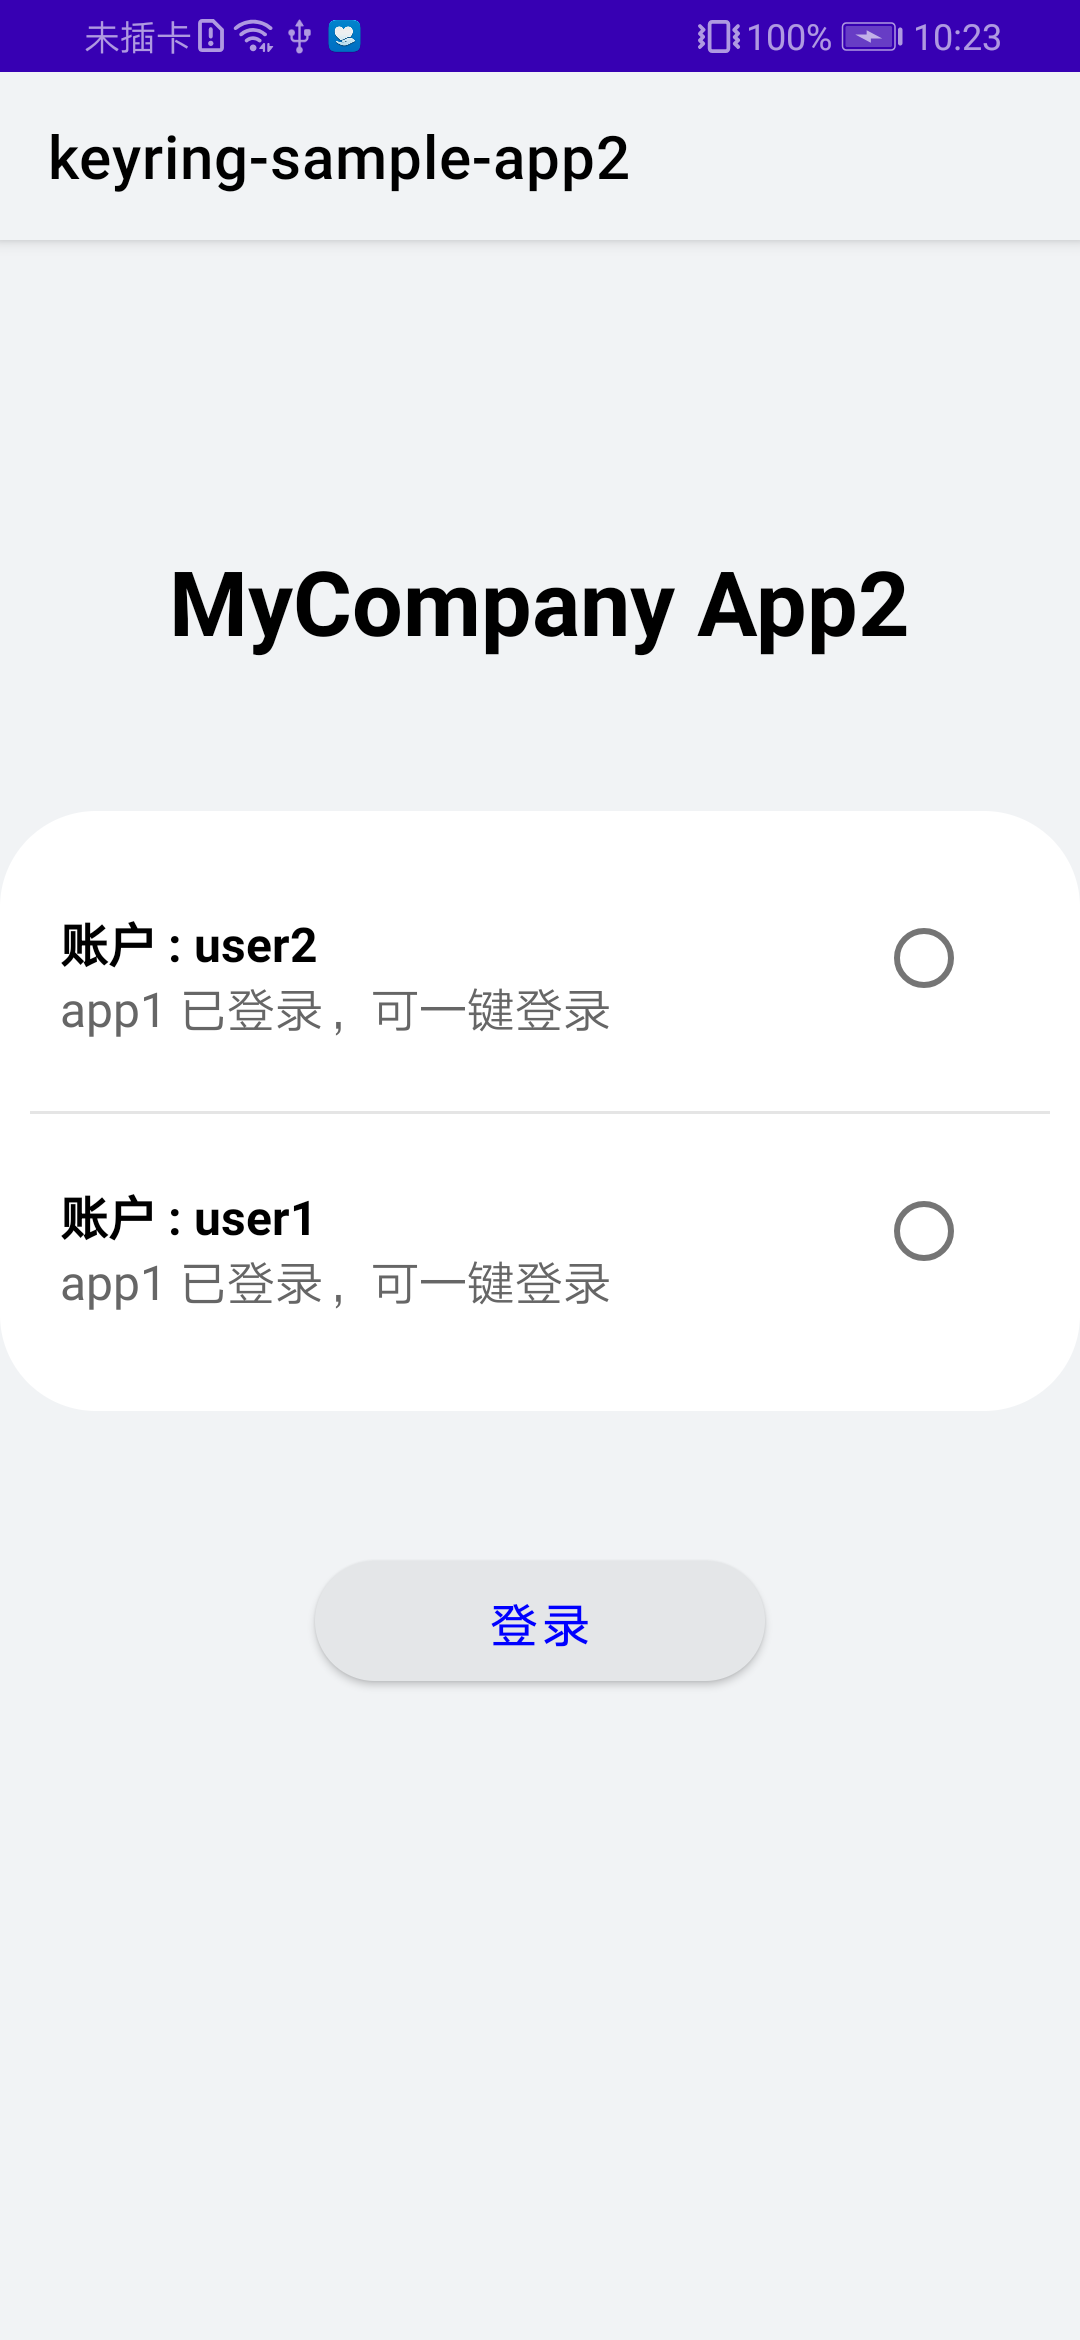 未插卡 100% 10:23
keyring-sample-app2
MyCompany App2
账户 : user2
app1 已登录，可一键登录
账户 : user1
app1 已登录，可一键登录
登录